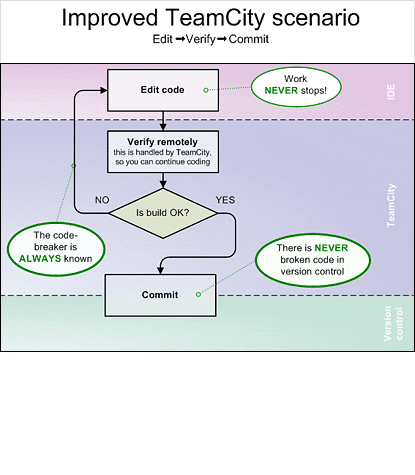 Improved TeamCity scenario
Edit ➞Verify➞Commit
Edit code
Work
NEVER stops!
IDE
Verify remotely
this is handled by TeamCity,
so you can continue coding
TeamCity
NO
YES
Is build OK?
The code-
breaker is
ALWAYS known
There is NEVER
broken code in
version control
Commit
Version
control